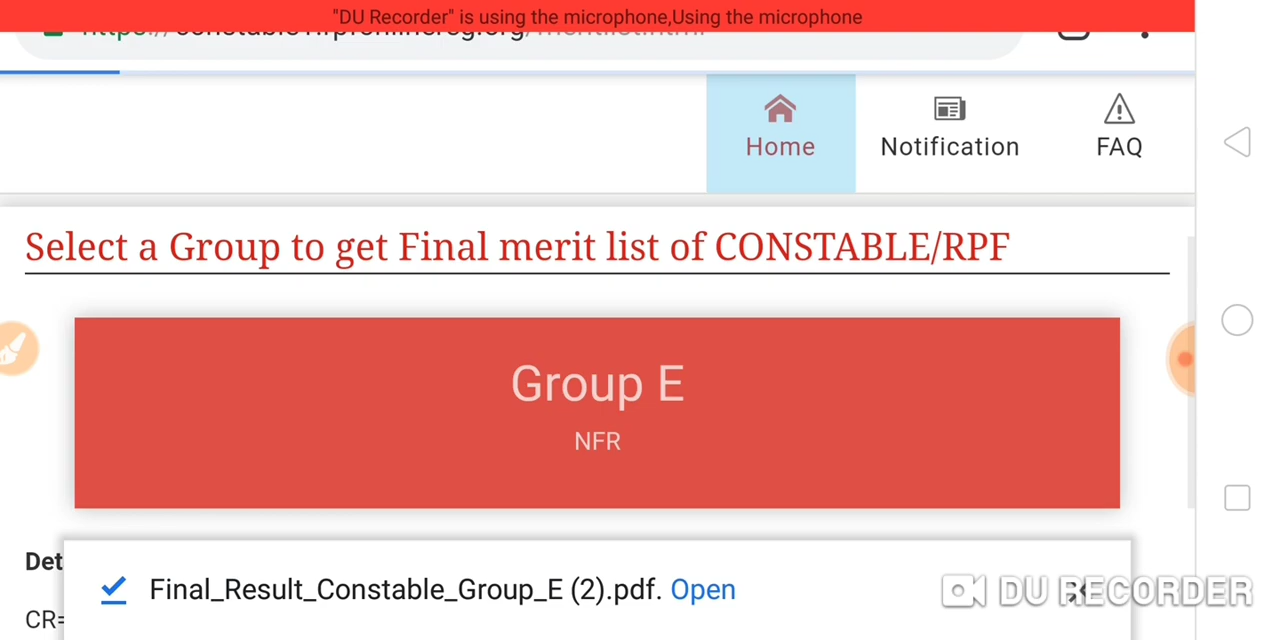 "DU Recorder" is using the microphone,Using the microphone
Home
Notification
FAQ
Select a Group to get Final merit list of CONSTABLE/RPF
Group E
NFR
Det
Final_Result_Constable_Group_E (2).pdf. Open
DU RECORDER
CR=